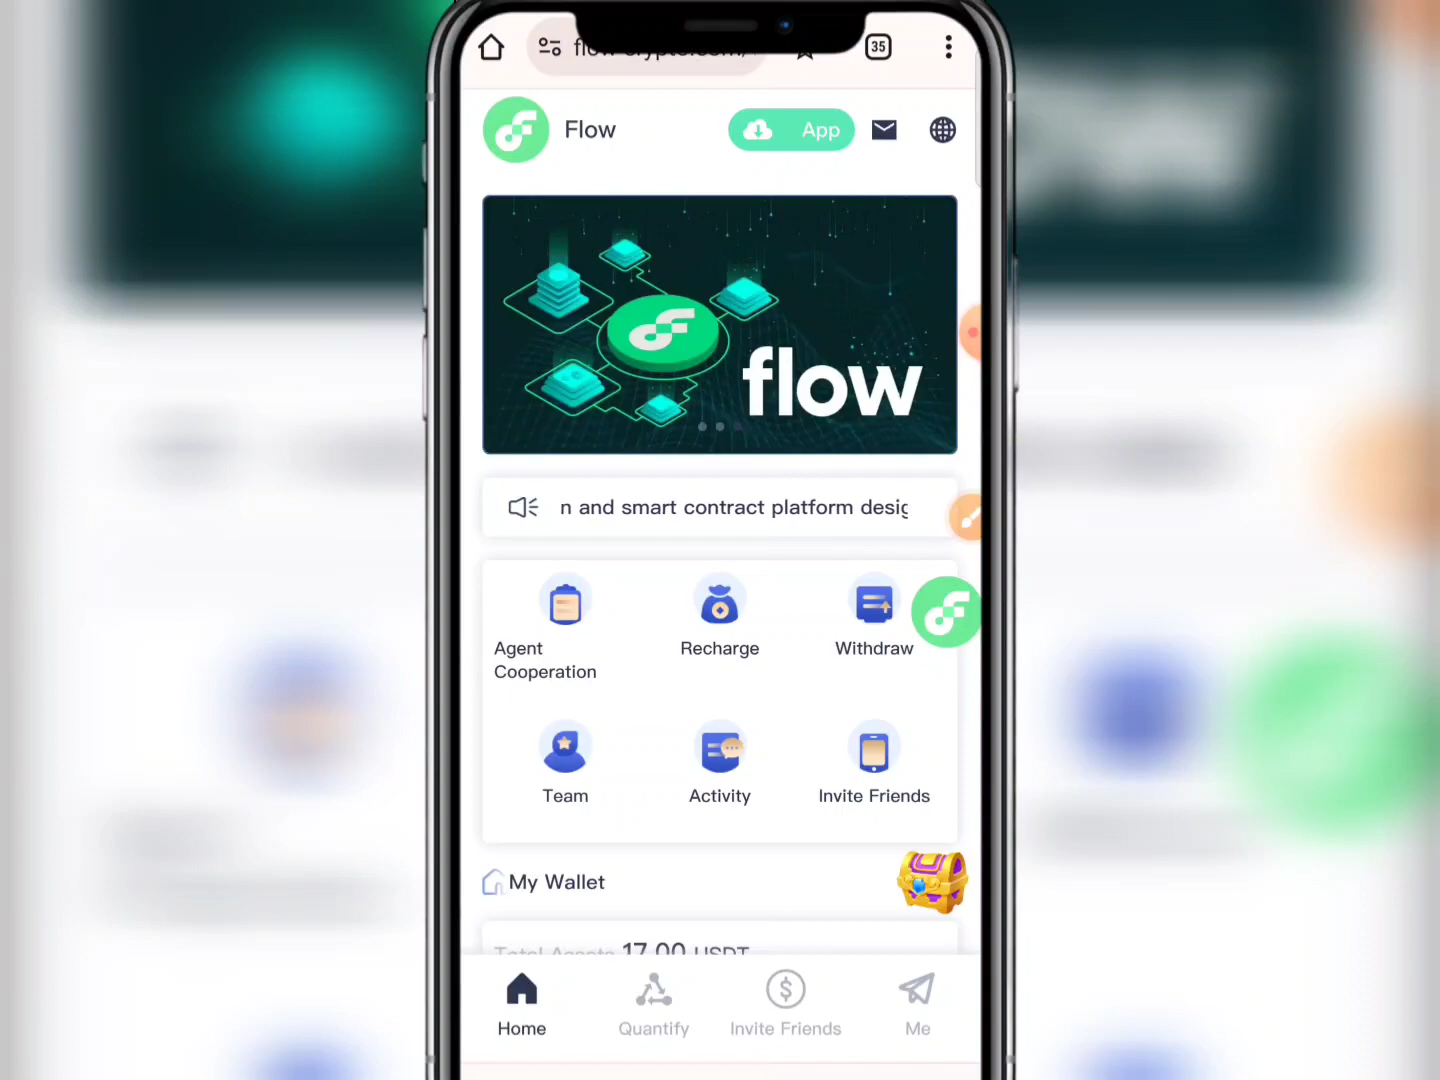 35
Flow
App
flow
n and smart contract platform desig
Agent
Cooperation
Recharge
Withdraw
Team
Activity
Invite Friends
My Wallet
Total Assets 17.00 USDT
Home
Quantify
Invite Friends
Me